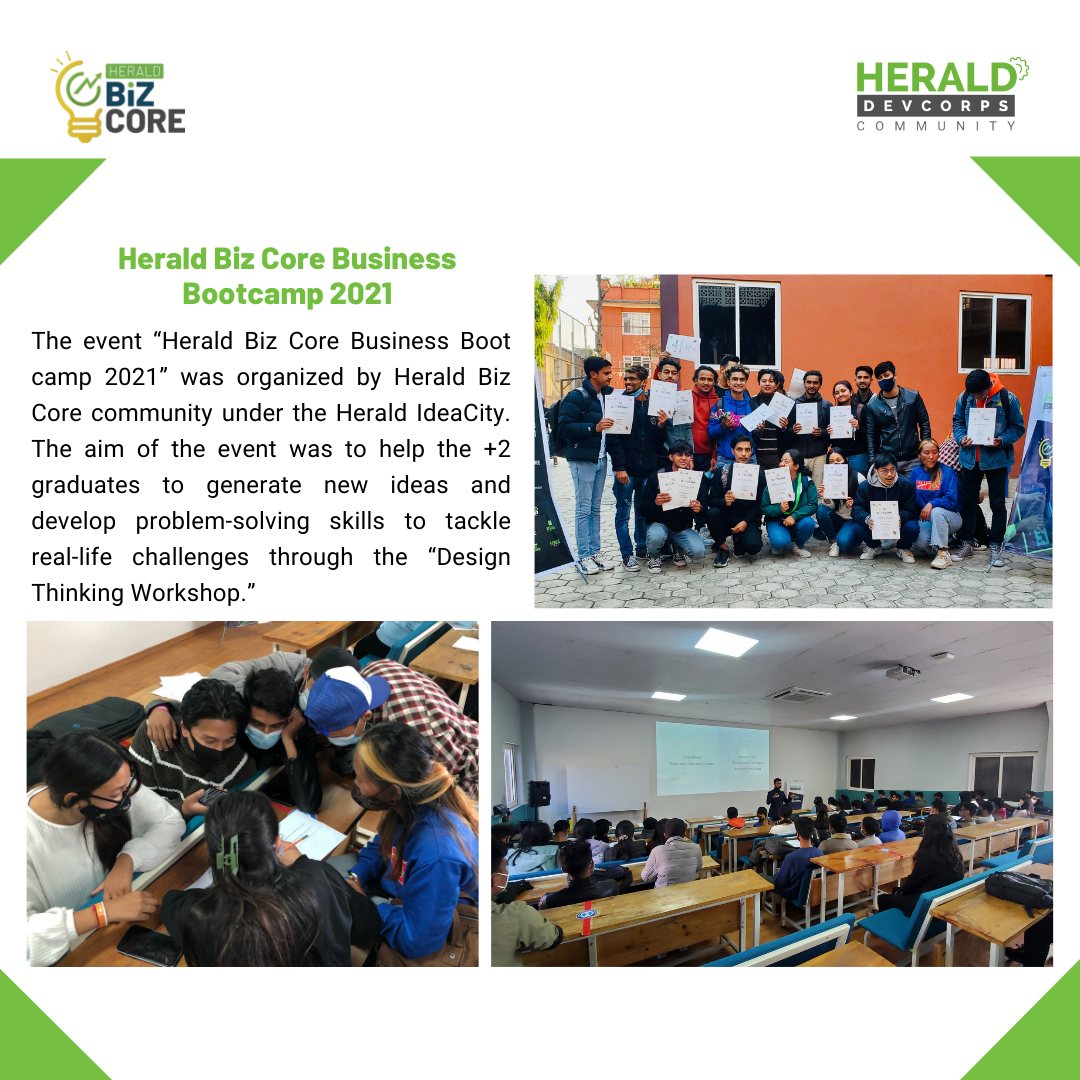 HERALD
BiZ
CORE
HERALD
DEVCORPS
COMMUNITY
Herald Biz Core Business
Bootcamp 2021
The event “Herald Biz Core Business Boot
camp 2021” was organized by Herald Biz
Core community under the Herald IdeaCity.
The aim of the event was to help the +2
graduates to generate new ideas and
develop problem-solving skills to tackle
real-life challenges through the “Design
Thinking Workshop.”